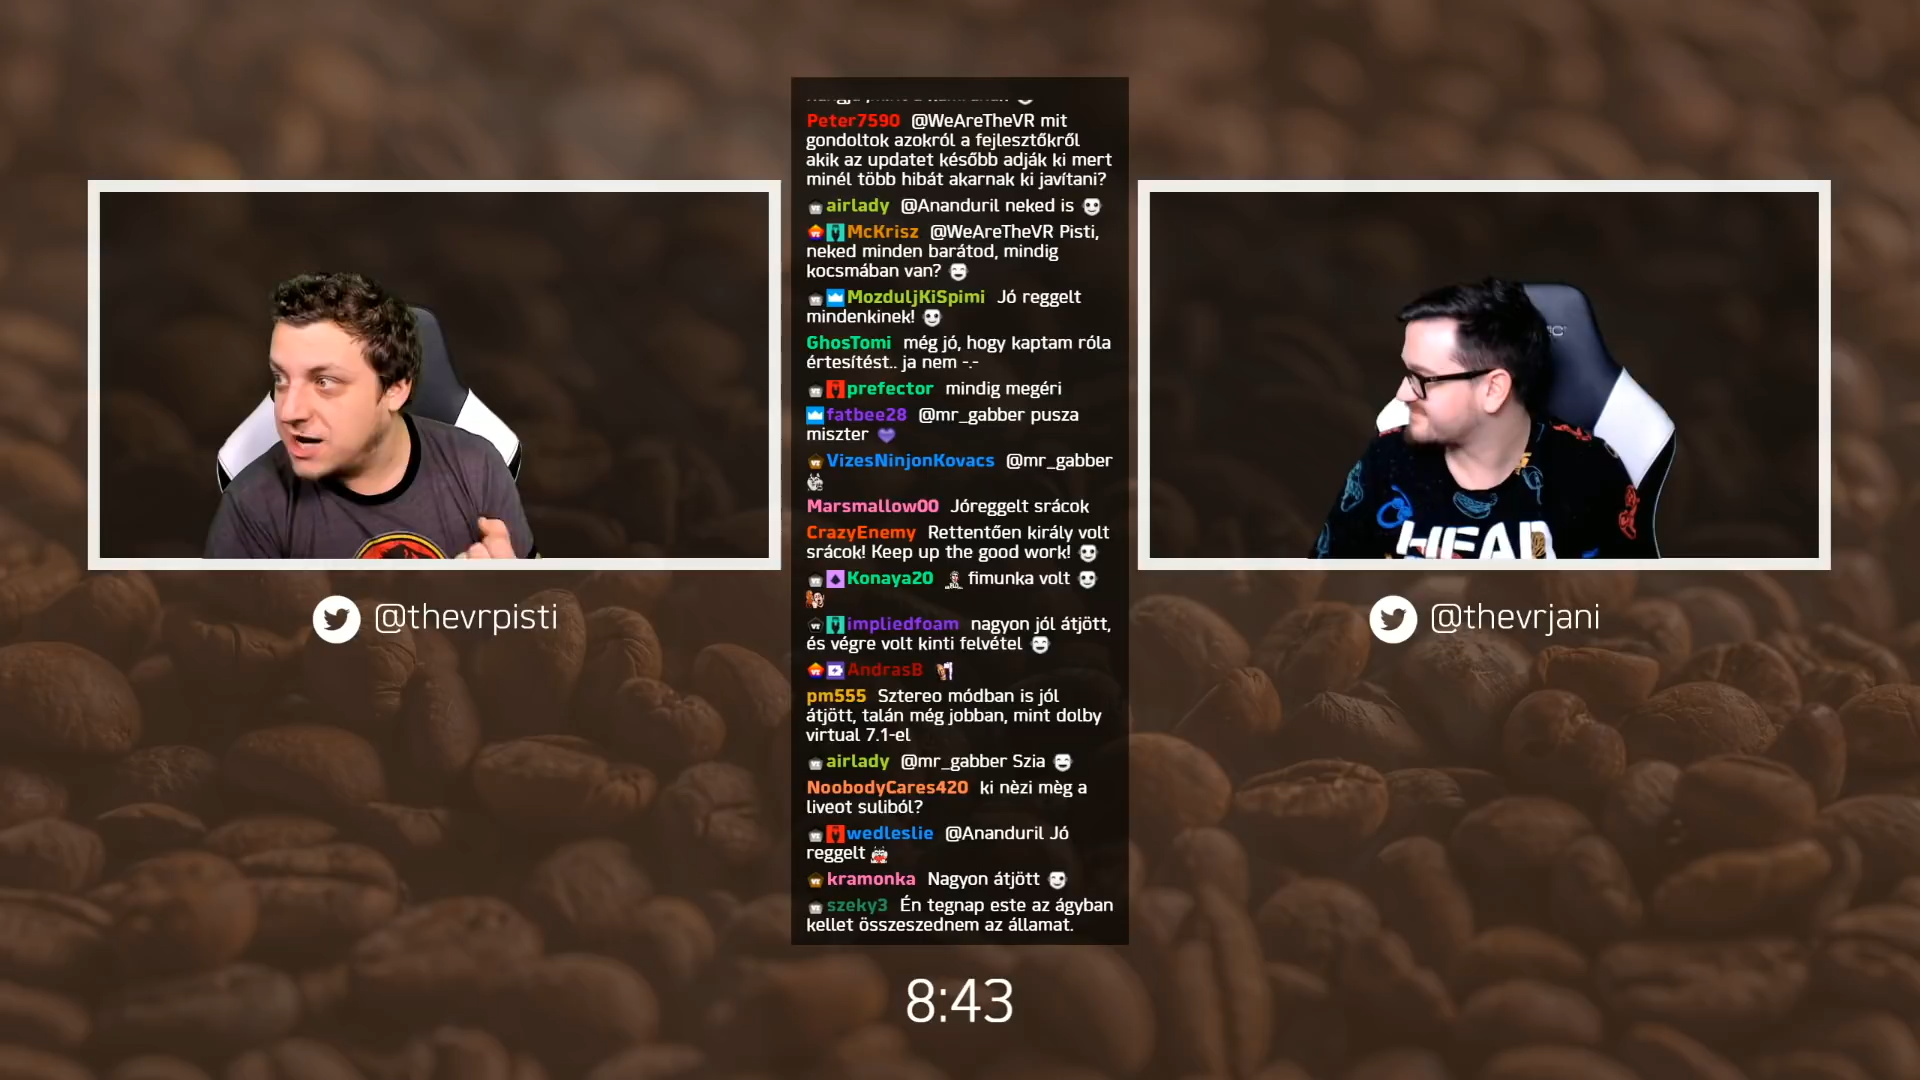 Peter7590 @WeAreTheVR mit
gondoltok azokról a fejlesztőkről
akik az updatet később adják ki mert
minél több hibát akarnak ki javítani?
airlady @Ananduril neked is
McKrisz @WeAreTheVR Pisti,
neked minden barátod, mindig
kocsmában van?
MozduljKiSpimi Jó reggelt
mindenkinek!
GhosTomi még jó, hogy kaptam róla
értesítést.. ja nem -.-
prefector mindig megéri
fatbee28 @mr_gabber pusza
miszter
VizesNinjonKovacs @mr_gabber
Marsmallow00 Jóreggelt srácok
CrazyEnemy Rettentően király volt
srácok! Keep up the good work!
Konaya20 fimunka volt
impliedfoam nagyon jól átjött,
és végre volt kinti felvétel
AndrasB
pm555 Sztereo módban is jól
átjött, talán még jobban, mint dolby
virtual 7.1-el
airlady @mr_gabber Szia
NoobodyCares420 ki nèzi mèg a
liveot suliból?
wedleslie @Ananduril Jó
reggelt
kramonka Nagyon átjött
szeky3 Én tegnap este az ágyban
kellet összeszednem az államat.
HEAD
@thevrpisti
@thevrjani
8:43